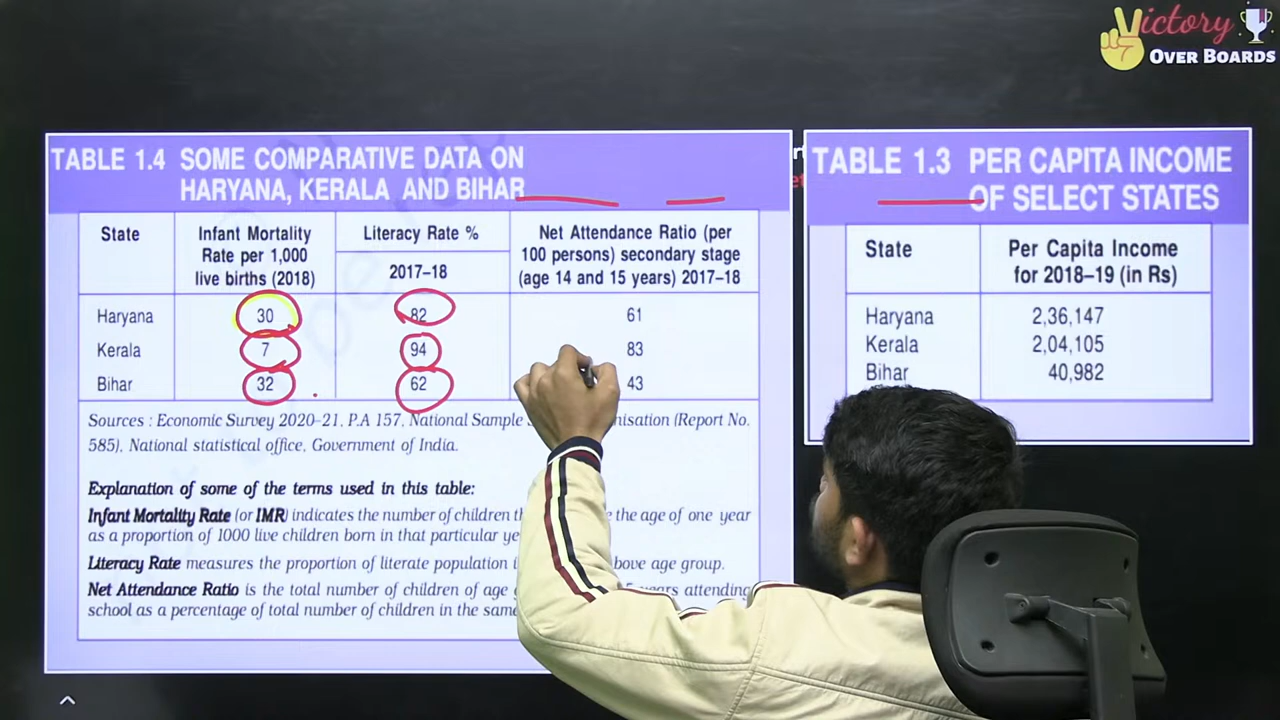 Victory
OVER BOARDS
TABLE 1.4 SOME COMPARATIVE DATA ON
HARYANA, KERALA AND BIHAR
State
Infant Mortality
Rate per 1,000
live births (2018)
Literacy Rate %
2017–18
Net Attendance Ratio (per
100 persons) secondary stage
(age 14 and 15 years) 2017–18
Haryana 30 82 61
Kerala 7 94 83
Bihar 32 62 43
Sources : Economic Survey 2020–21, P.A 157, National Sample (Report No.
585), National statistical office, Government of India.
Explanation of some of the terms used in this table:
Infant Mortality Rate (or IMR) indicates the number of children the age of one year
as a proportion of 1000 live children born in that particular
Literacy Rate measures the proportion of literate population above age group.
Net Attendance Ratio is the total number of children of age attending
school as a percentage of total number of children in the same
TABLE 1.3 PER CAPITA INCOME
OF SELECT STATES
State
Per Capita Income
for 2018–19 (in Rs)
Haryana 2,36,147
Kerala 2,04,105
Bihar 40,982